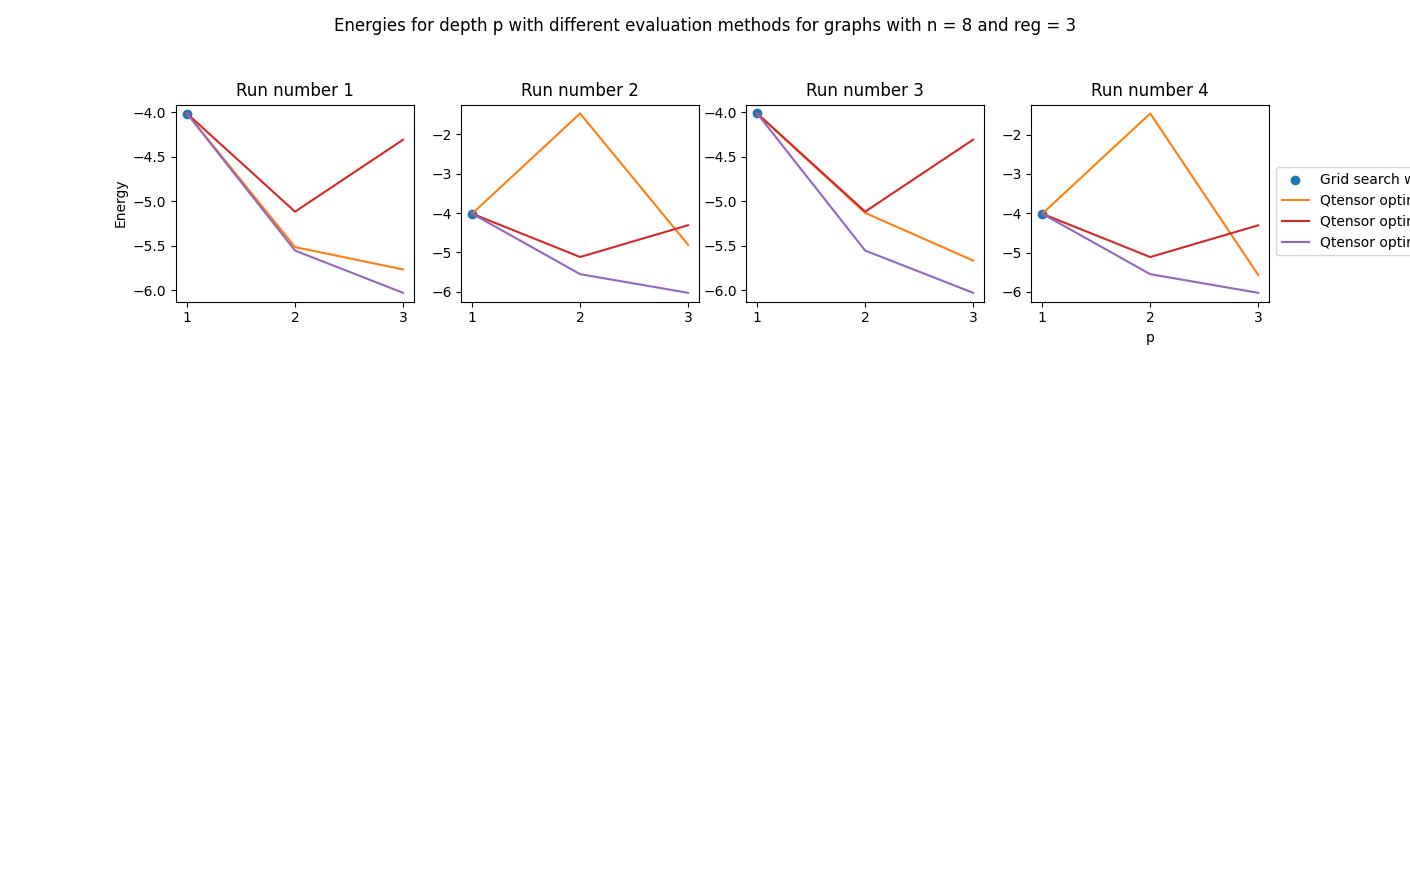 Energies for depth p with different evaluation methods for graphs with n = 8 and reg = 3
Run number 1
Run number 2
Run number 3
Run number 4
Energy
−4.0
−4.5
−5.0
−5.5
−6.0
1
2
3
−2
−3
−4
−5
−6
1
2
3
−4.0
−4.5
−5.0
−5.5
−6.0
1
2
3
−2
−3
−4
−5
−6
1
2
3
p
Grid search
Qtensor
Qtensor
Qtensor